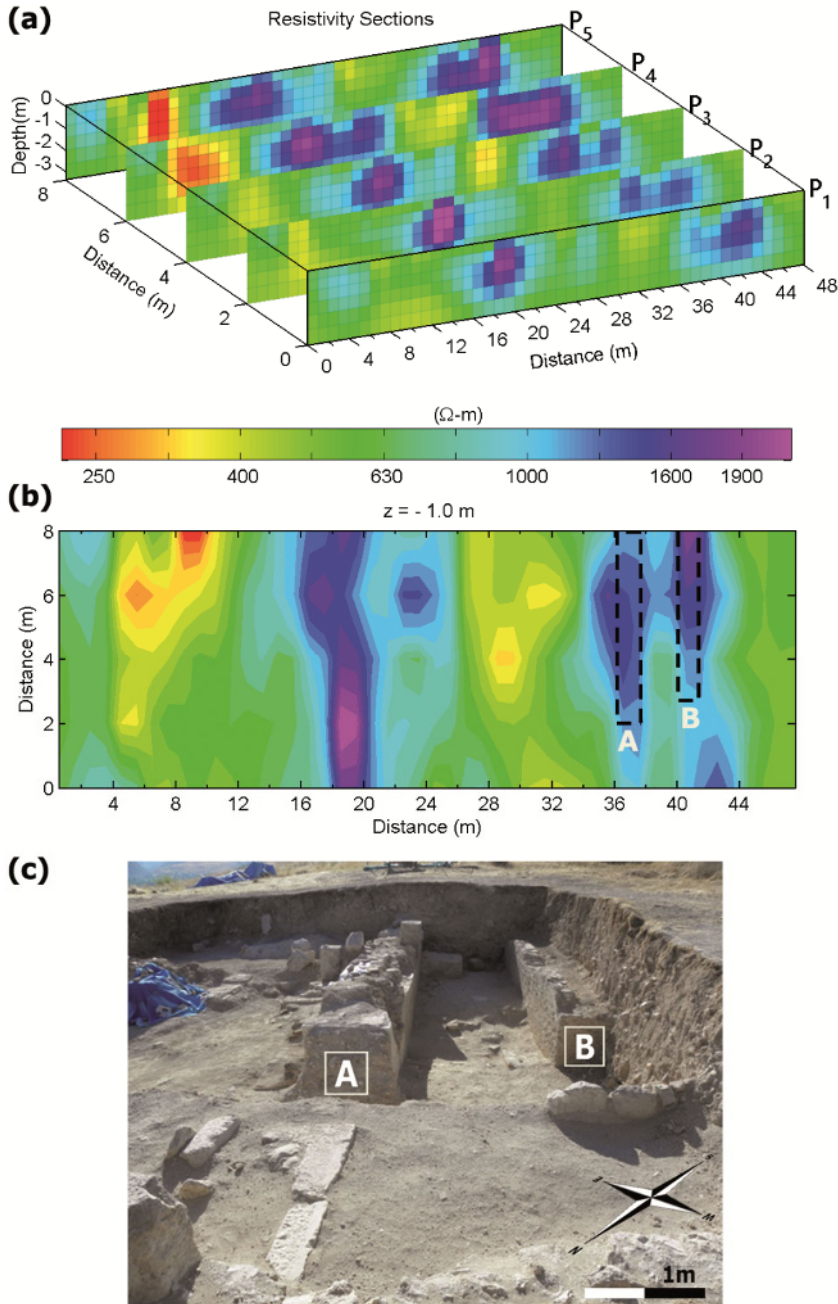 (a)
Resistivity Sections
P5
P4
P3
P2
P1
Depth(m)
0
-1
-2
-3
8
6
4
2
0
Distance (m)
0 4 8 12 16 20 24 28 32 36 40 44 48
Distance (m)
(Ω-m)
250 400 630 1000 1600 1900
(b)
z = - 1.0 m
8
6
4
2
0
Distance (m)
A
B
4 8 12 16 20 24 28 32 36 40 44
Distance (m)
(c)
A
B
N
W
1m